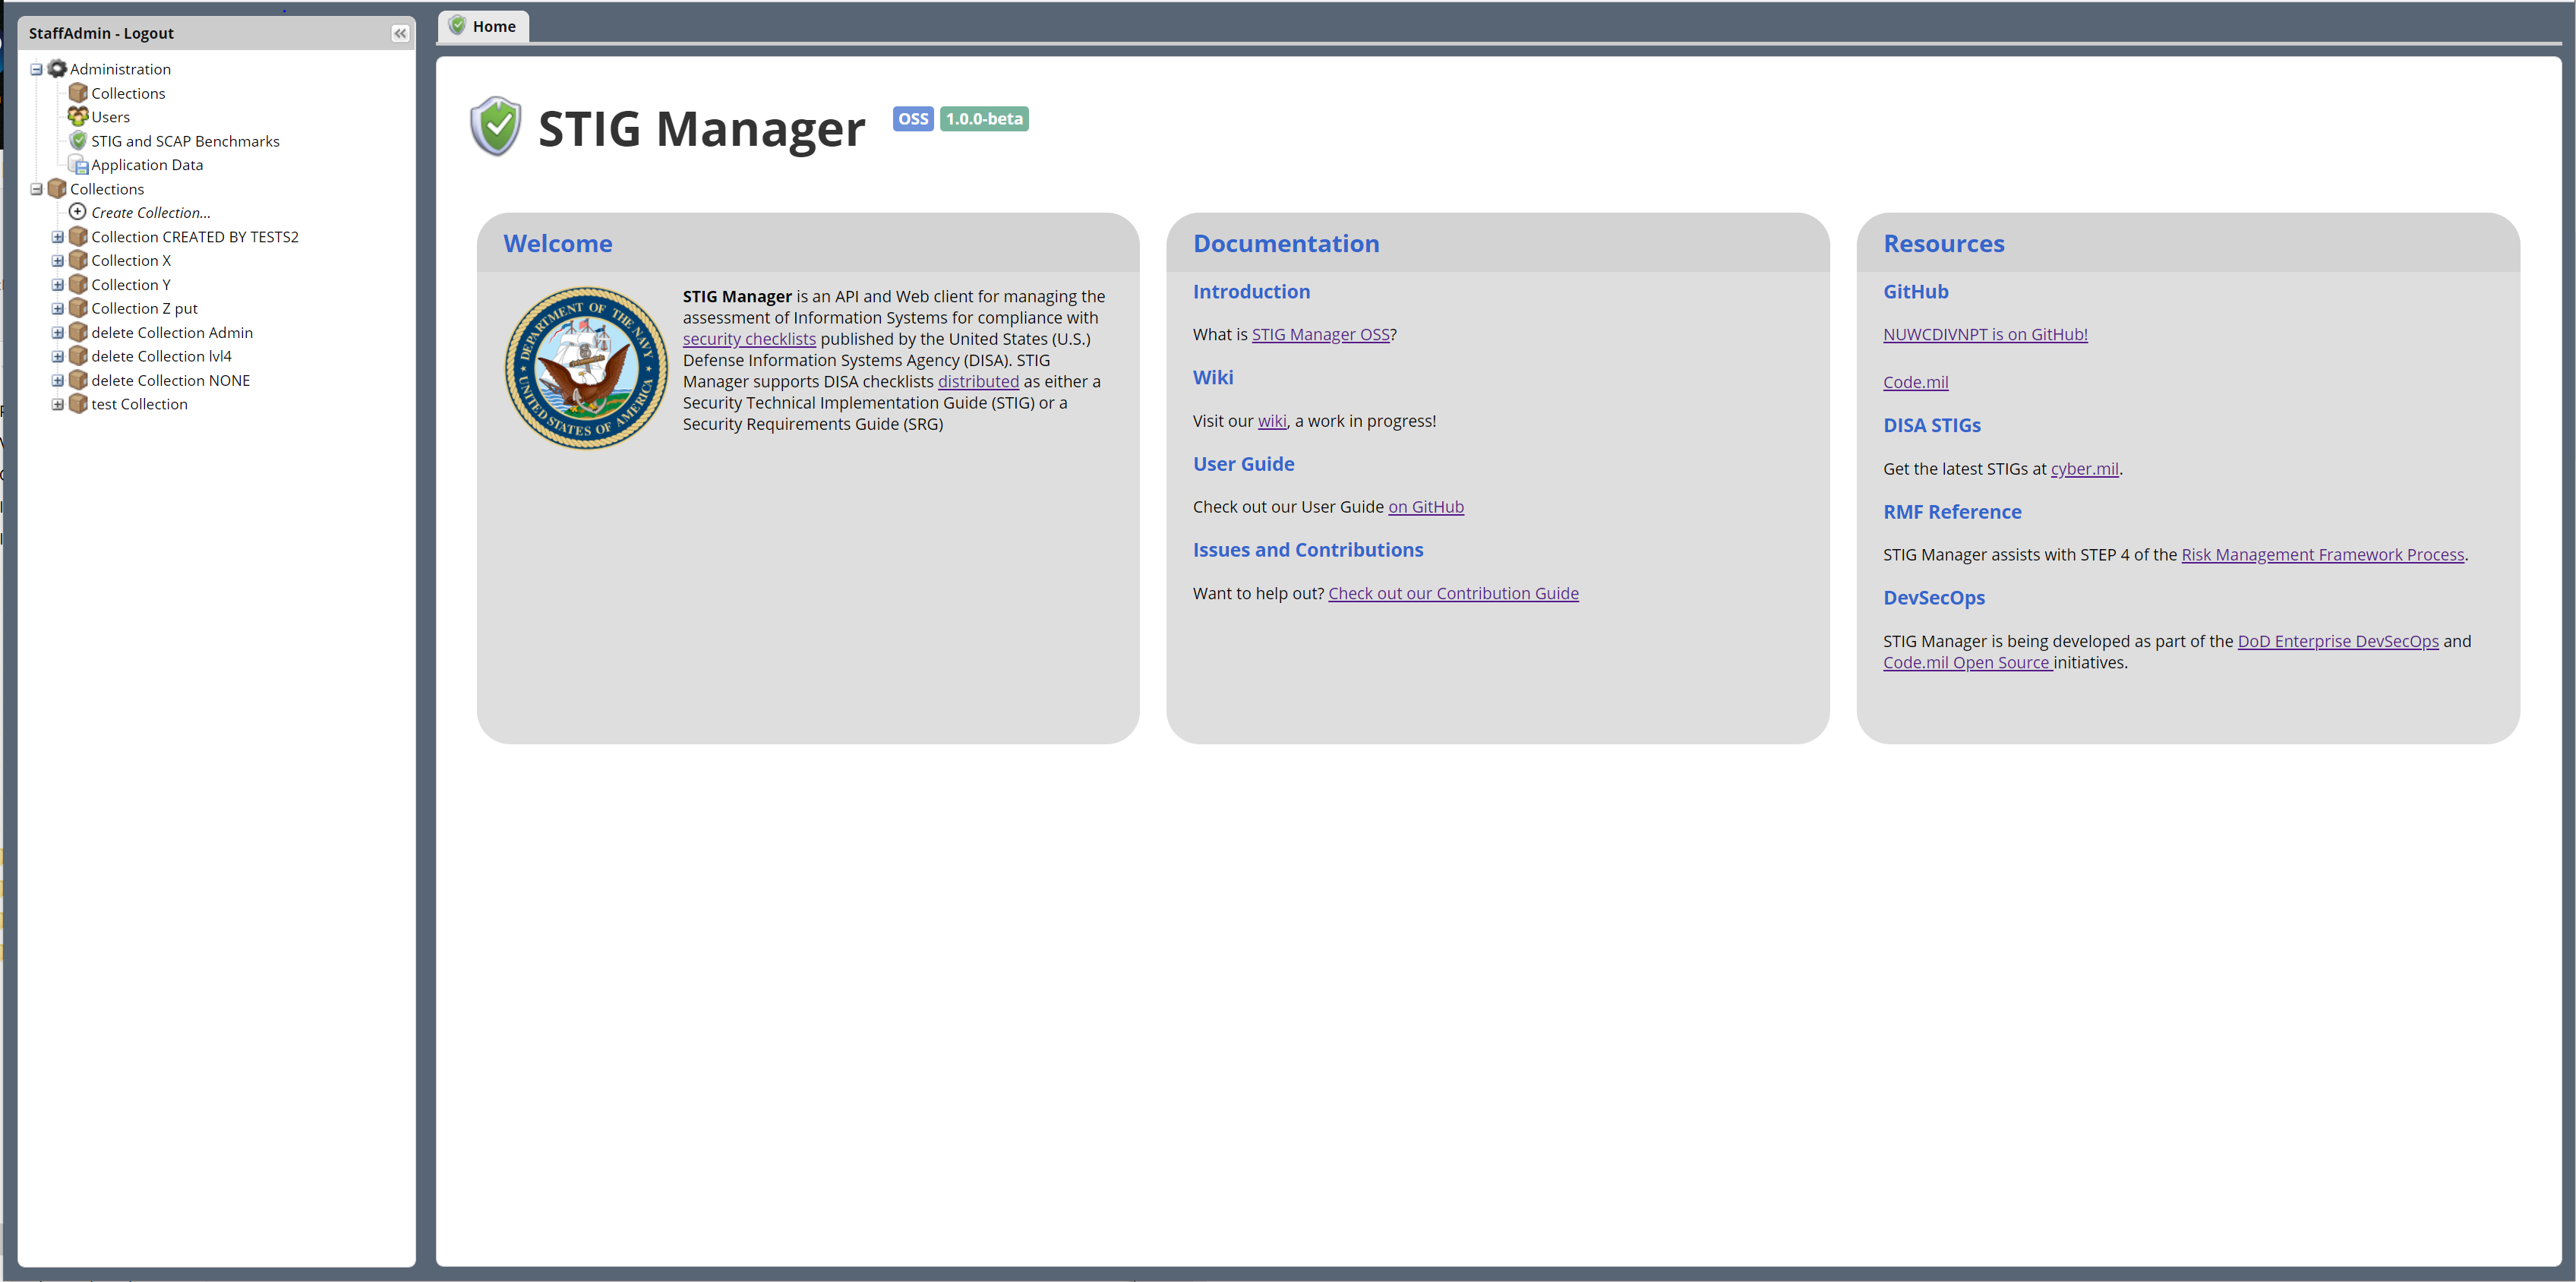 StaffAdmin - Logout
Administration
Collections
Users
STIG and SCAP Benchmarks
Application Data
Collections
Create Collection...
Collection CREATED BY TESTS2
Collection X
Collection Y
Collection Z put
delete Collection Admin
delete Collection lvl4
delete Collection NONE
test Collection
Home
STIG Manager OSS 1.0.0-beta
Welcome
DEPARTMENT OF THE NAVY
UNITED STATES OF AMERICA
STIG Manager is an API and Web client for managing the
assessment of Information Systems for compliance with
security checklists published by the United States (U.S.)
Defense Information Systems Agency (DISA). STIG
Manager supports DISA checklists distributed as either a
Security Technical Implementation Guide (STIG) or a
Security Requirements Guide (SRG)
Documentation
Introduction
What is STIG Manager OSS?
Wiki
Visit our wiki, a work in progress!
User Guide
Check out our User Guide on GitHub
Issues and Contributions
Want to help out? Check out our Contribution Guide
Resources
GitHub
NUWCDIVNPT is on GitHub!
Code.mil
DISA STIGs
Get the latest STIGs at cyber.mil.
RMF Reference
STIG Manager assists with STEP 4 of the Risk Management Framework Process.
DevSecOps
STIG Manager is being developed as part of the DoD Enterprise DevSecOps and
Code.mil Open Source initiatives.